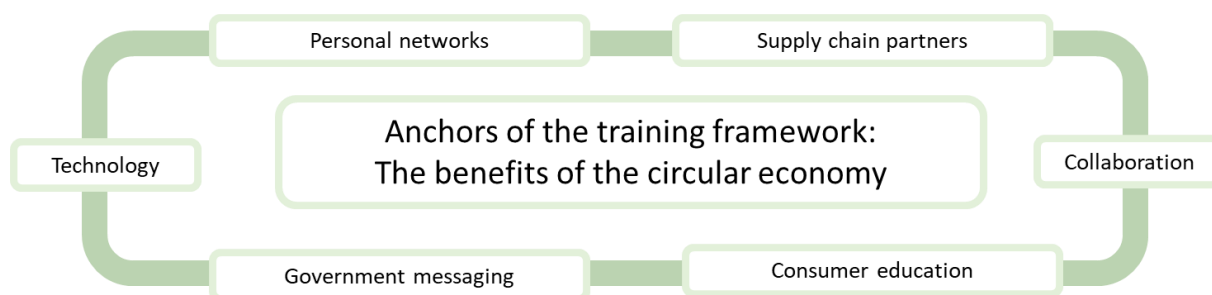 Personal networks
Supply chain partners
Anchors of the training framework:
The benefits of the circular economy
Technology
Collaboration
Government messaging
Consumer education